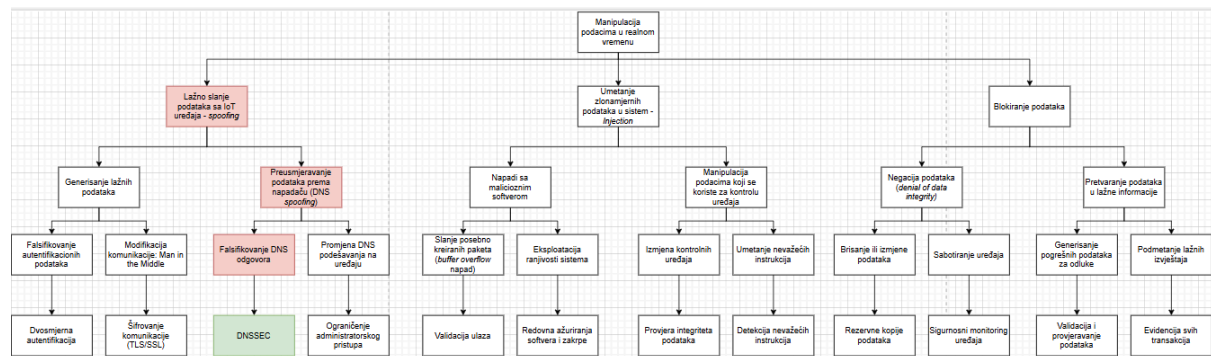 Manipulacija
podacima u realnom
vremenu
Lažno slanje
podataka sa IoT
uređaja - spoofing
Umetanje
zlonamjernih
podataka u sistem -
Injection
Blokiranje podataka
Generisanje lažnih
podataka
Preusmjeravanje
podataka prema
napadaču (DNS
spoofing)
Napadi sa
malicioznim
softverom
Manipulacija
podacima koji se
koriste za kontrolu
uređaja
Negacija podataka
(denial of data
integrity)
Pretvaranje podataka
u lažne informacije
Falsifikovanje
autentifikacionih
podataka
Modifikacija
komunikacije: Man in
the Middle
Falsifikovanje DNS
odgovora
Promjena DNS
podešavanja na
uređaju
Slanje posebno
kreiranih paketa
(buffer overflow
napad)
Eksploatacija
ranjivosti sistema
Izmjena kontrolnih
uređaja
Umetanje nevažećih
instrukcija
Brisanje ili izmjene
podataka
Sabotiranje uređaja
Generisanje
pogrešnih podataka
za odluke
Podmetanje lažnih
izvještaja
Dvosmjerna
autentifikacija
Šifrovanje
komunikacije
(TLS/SSL)
DNSSEC
Ograničenje
administratorskog
pristupa
Validacija ulaza
Redovna ažuriranja
softvera i zakrpe
Provjera integriteta
podataka
Detekcija nevažećih
instrukcija
Rezervne kopije
podataka
Sigurnosni monitoring
uređaja
Validacija i
provjeravanje
podataka
Evidencija svih
transakcija